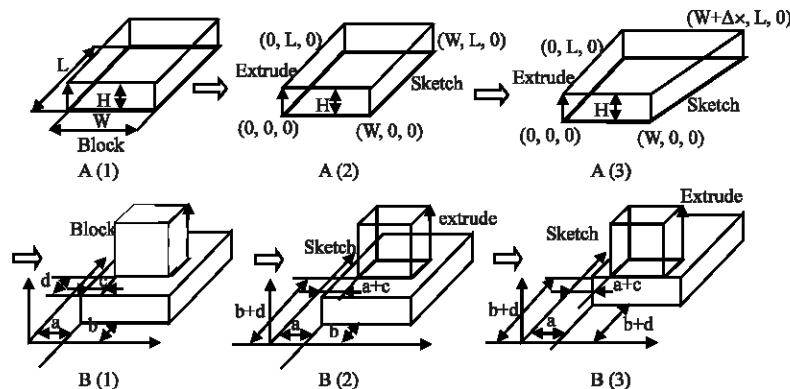 (W+Δx, L, 0)
(0, L, 0)
(W, L, 0)
(0, L, 0)
L
Extrude
Sketch
Extrude
H
H
H
Sketch
W
(0, 0, 0)
(W, 0, 0)
(0, 0, 0)
(W, 0, 0)
Block
A (1)
A (2)
A (3)
Block
Sketch
extrude
Sketch
Extrude
d
c
a+c
a+c
b+d
b+d
a
b
a
b
a
b+d
B (1)
B (2)
B (3)